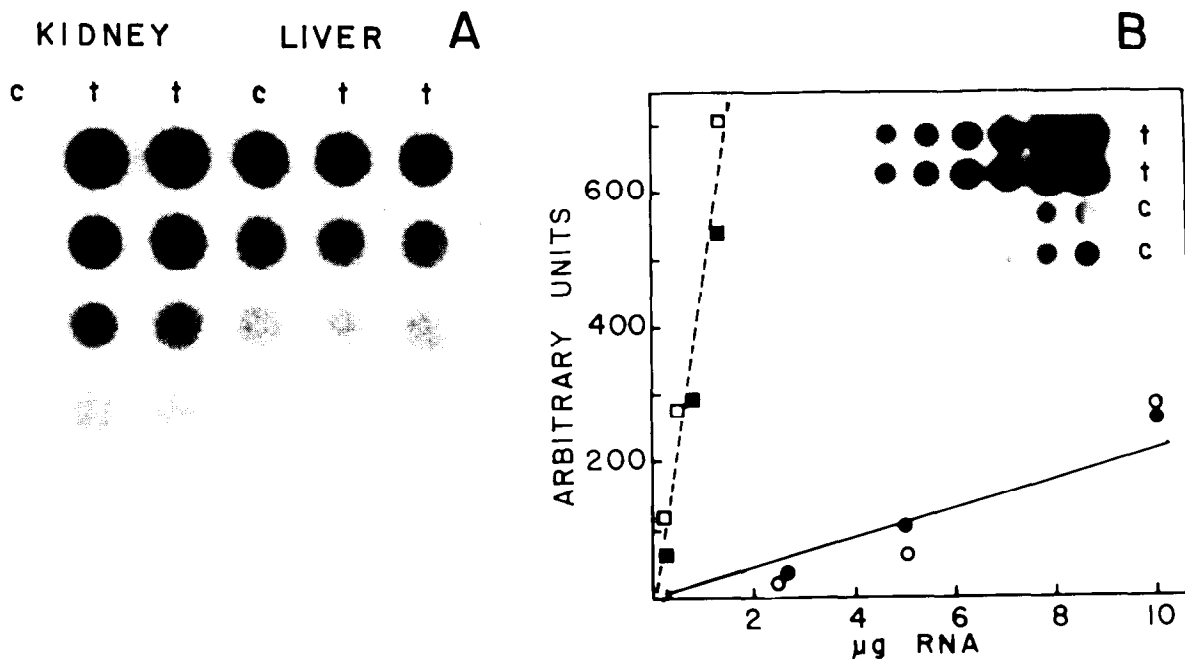 KIDNEY LIVER A
c t t c t t
B
t
t
c
c
600
400
200
ARBITRARY UNITS
2 4 6 8 10
µg RNA